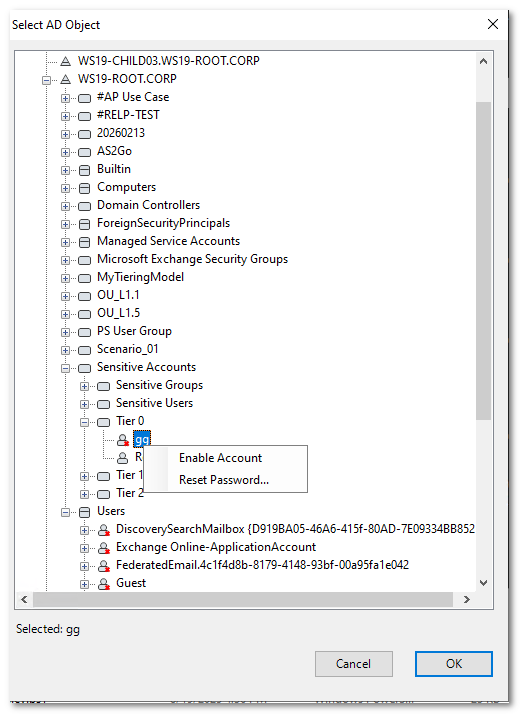 Select AD Object
WS19-CHILD03.WS19-ROOT.CORP
WS19-ROOT.CORP
#AP Use Case
#RELP-TEST
20260213
AS2Go
Builtin
Computers
Domain Controllers
ForeignSecurityPrincipals
Managed Service Accounts
Microsoft Exchange Security Groups
MyTieringModel
OU_L1.1
OU_L1.5
PS User Group
Scenario_01
Sensitive Accounts
Sensitive Groups
Sensitive Users
Tier 0
gg
R
Enable Account
Reset Password...
Tier 1
Tier 2
Users
DiscoverySearchMailbox {D919BA05-46A6-415f-80AD-7E09334BB852
Exchange Online-ApplicationAccount
FederatedEmail.4c1f4d8b-8179-4148-93bf-00a95fa1e042
Guest
Selected: gg
Cancel
OK